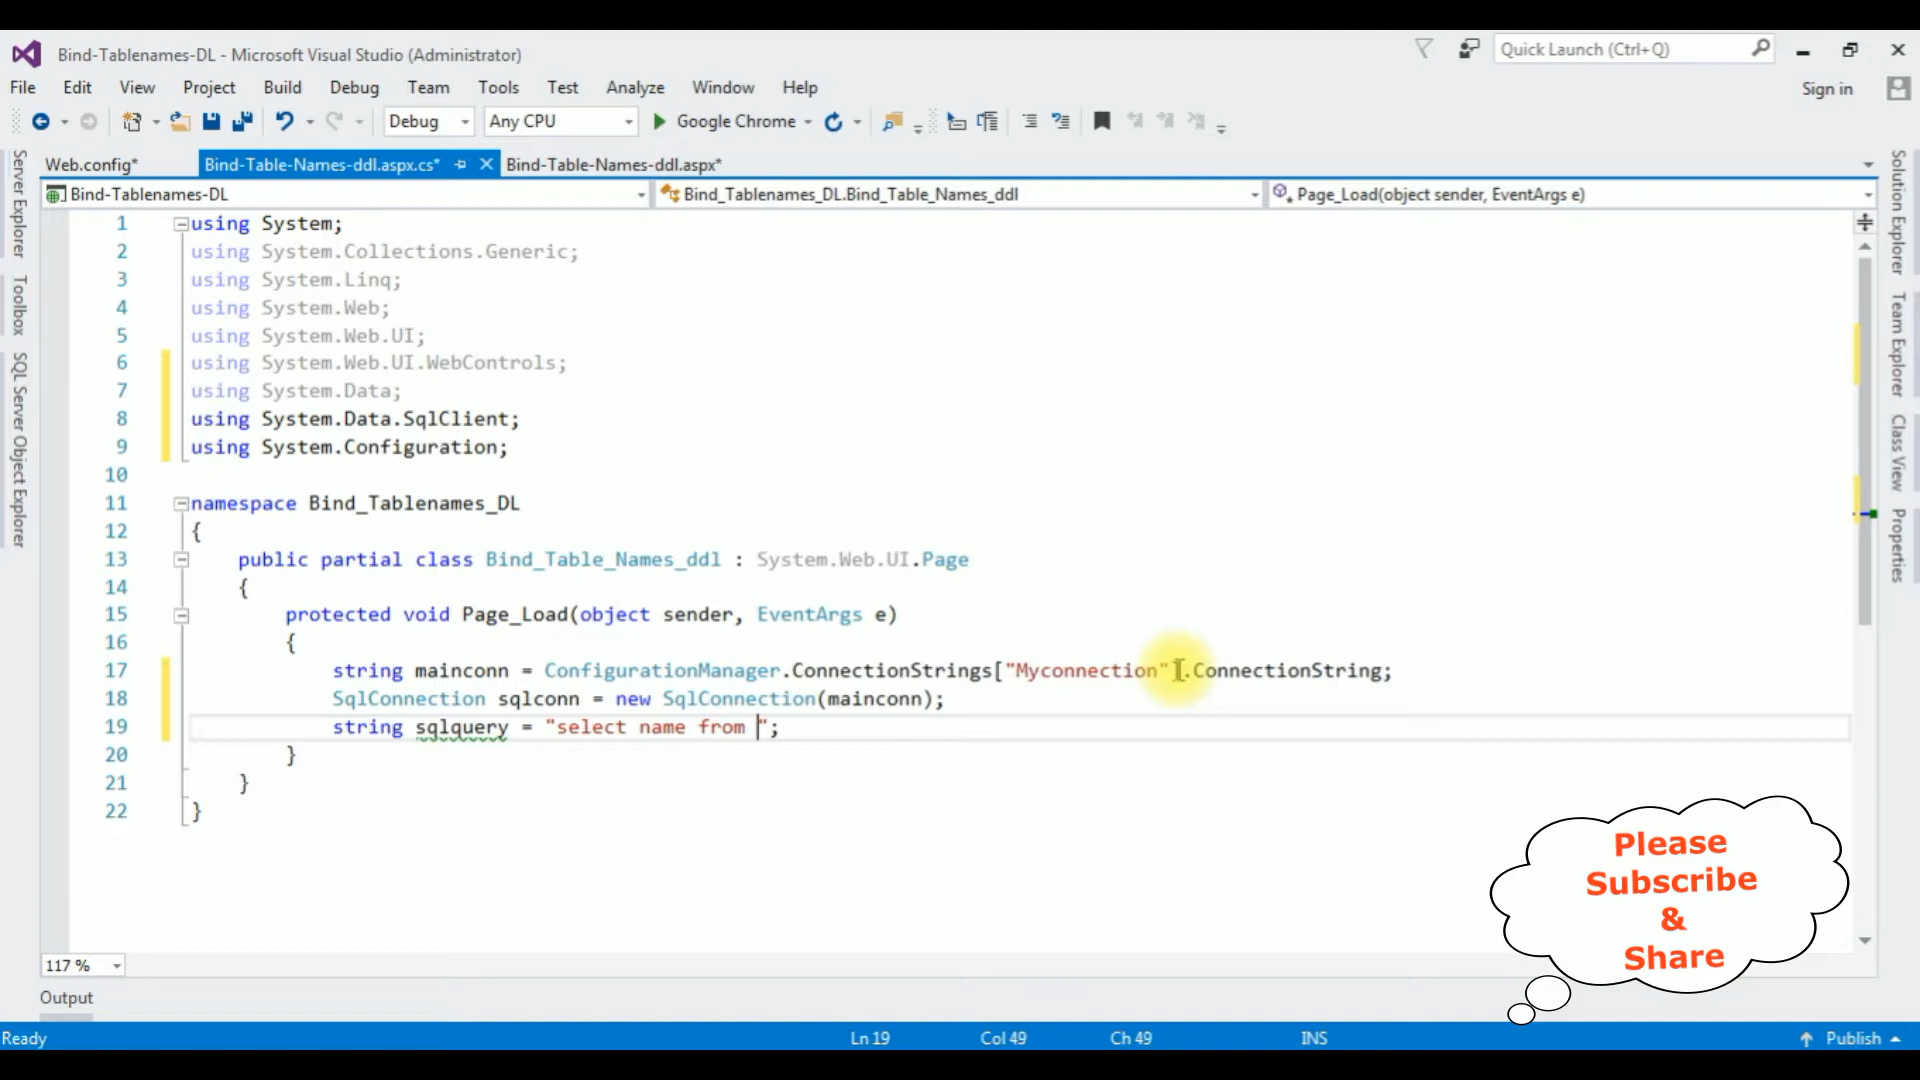 Bind-Tablenames-DL - Microsoft Visual Studio (Administrator)
Quick Launch (Ctrl+Q)
File Edit View Project Build Debug Team Tools Test Analyze Window Help
Sign in
Debug Any CPU Google Chrome
Web.config* Bind-Table-Names-ddl.aspx.cs* Bind-Table-Names-ddl.aspx*
Bind-Tablenames-DL Bind_Tablenames_DL.Bind_Table_Names_ddl Page_Load(object sender, EventArgs e)
Server Explorer
Toolbox
SQL Server Object Explorer
1 using System;
2 using System.Collections.Generic;
3 using System.Linq;
4 using System.Web;
5 using System.Web.UI;
6 using System.Web.UI.WebControls;
7 using System.Data;
8 using System.Data.SqlClient;
9 using System.Configuration;
10
11 namespace Bind_Tablenames_DL
12 {
13 public partial class Bind_Table_Names_ddl : System.Web.UI.Page
14 {
15 protected void Page_Load(object sender, EventArgs e)
16 {
17 string mainconn = ConfigurationManager.ConnectionStrings["Myconnection"].ConnectionString;
18 SqlConnection sqlconn = new SqlConnection(mainconn);
19 string sqlquery = "select name from ";
20 }
21 }
22 }
Solution Explorer
Team Explorer
Class View
Properties
Please
Subscribe
&
Share
117 %
Output
Ready Ln 19 Col 49 Ch 49 INS Publish